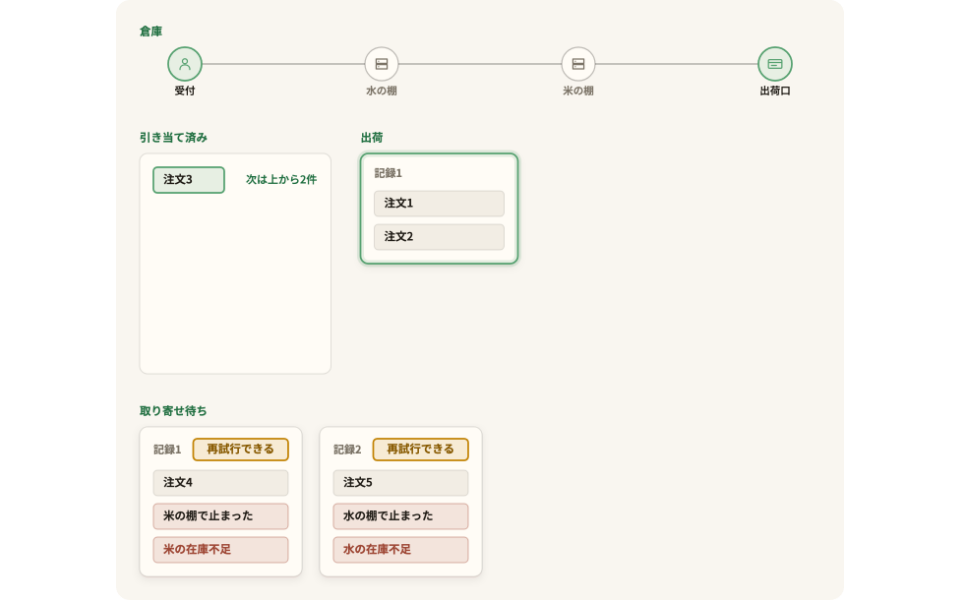 倉庫
受付
水の棚
米の棚
出荷口
引き当て済み
注文3
次は上から2件
出荷
記録1
注文1
注文2
取り寄せ待ち
記録1
再試行できる
注文4
米の棚で止まった
米の在庫不足
記録2
再試行できる
注文5
水の棚で止まった
水の在庫不足